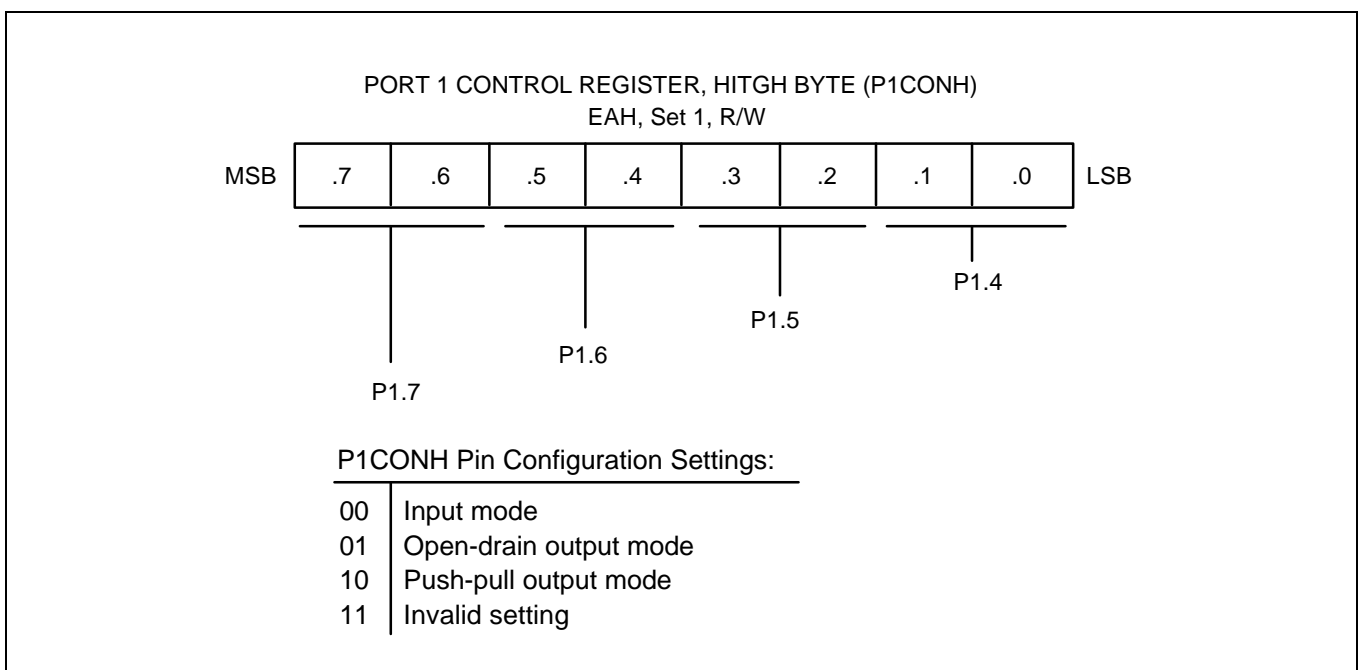 PORT 1 CONTROL REGISTER, HITGH BYTE (P1CONH)
EAH, Set 1, R/W
MSB .7 .6 .5 .4 .3 .2 .1 .0 LSB
P1.4
P1.5
P1.6
P1.7
P1CONH Pin Configuration Settings:
00 Input mode
01 Open-drain output mode
10 Push-pull output mode
11 Invalid setting